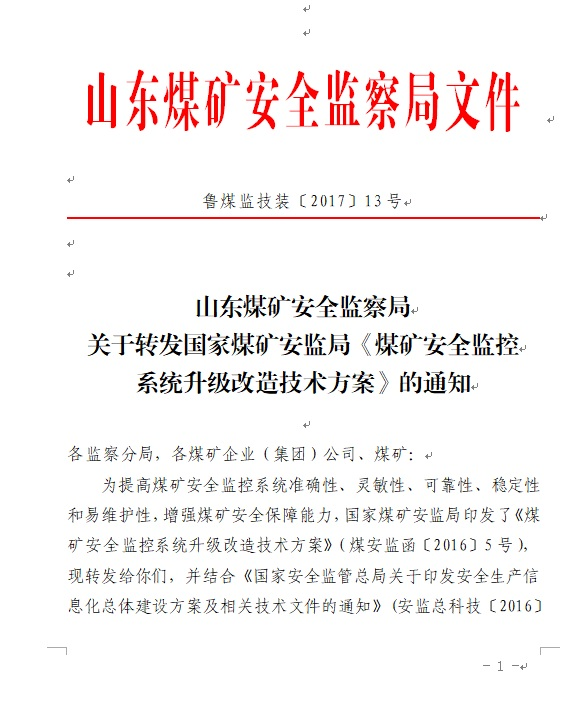 山东煤矿安全监察局文件
鲁煤监技装〔2017〕13号
山东煤矿安全监察局
关于转发国家煤矿安监局《煤矿安全监控
系统升级改造技术方案》的通知
各监察分局，各煤矿企业（集团）公司、煤矿：
为提高煤矿安全监控系统准确性、灵敏性、可靠性、稳定性
和易维护性，增强煤矿安全保障能力，国家煤矿安监局印发了《煤
矿安全监控系统升级改造技术方案》（煤安监函〔2016〕5号），
现转发给你们，并结合《国家安全监管总局关于印发安全生产信
息化总体建设方案及相关技术文件的通知》（安监总科技〔2016〕
- 1 -